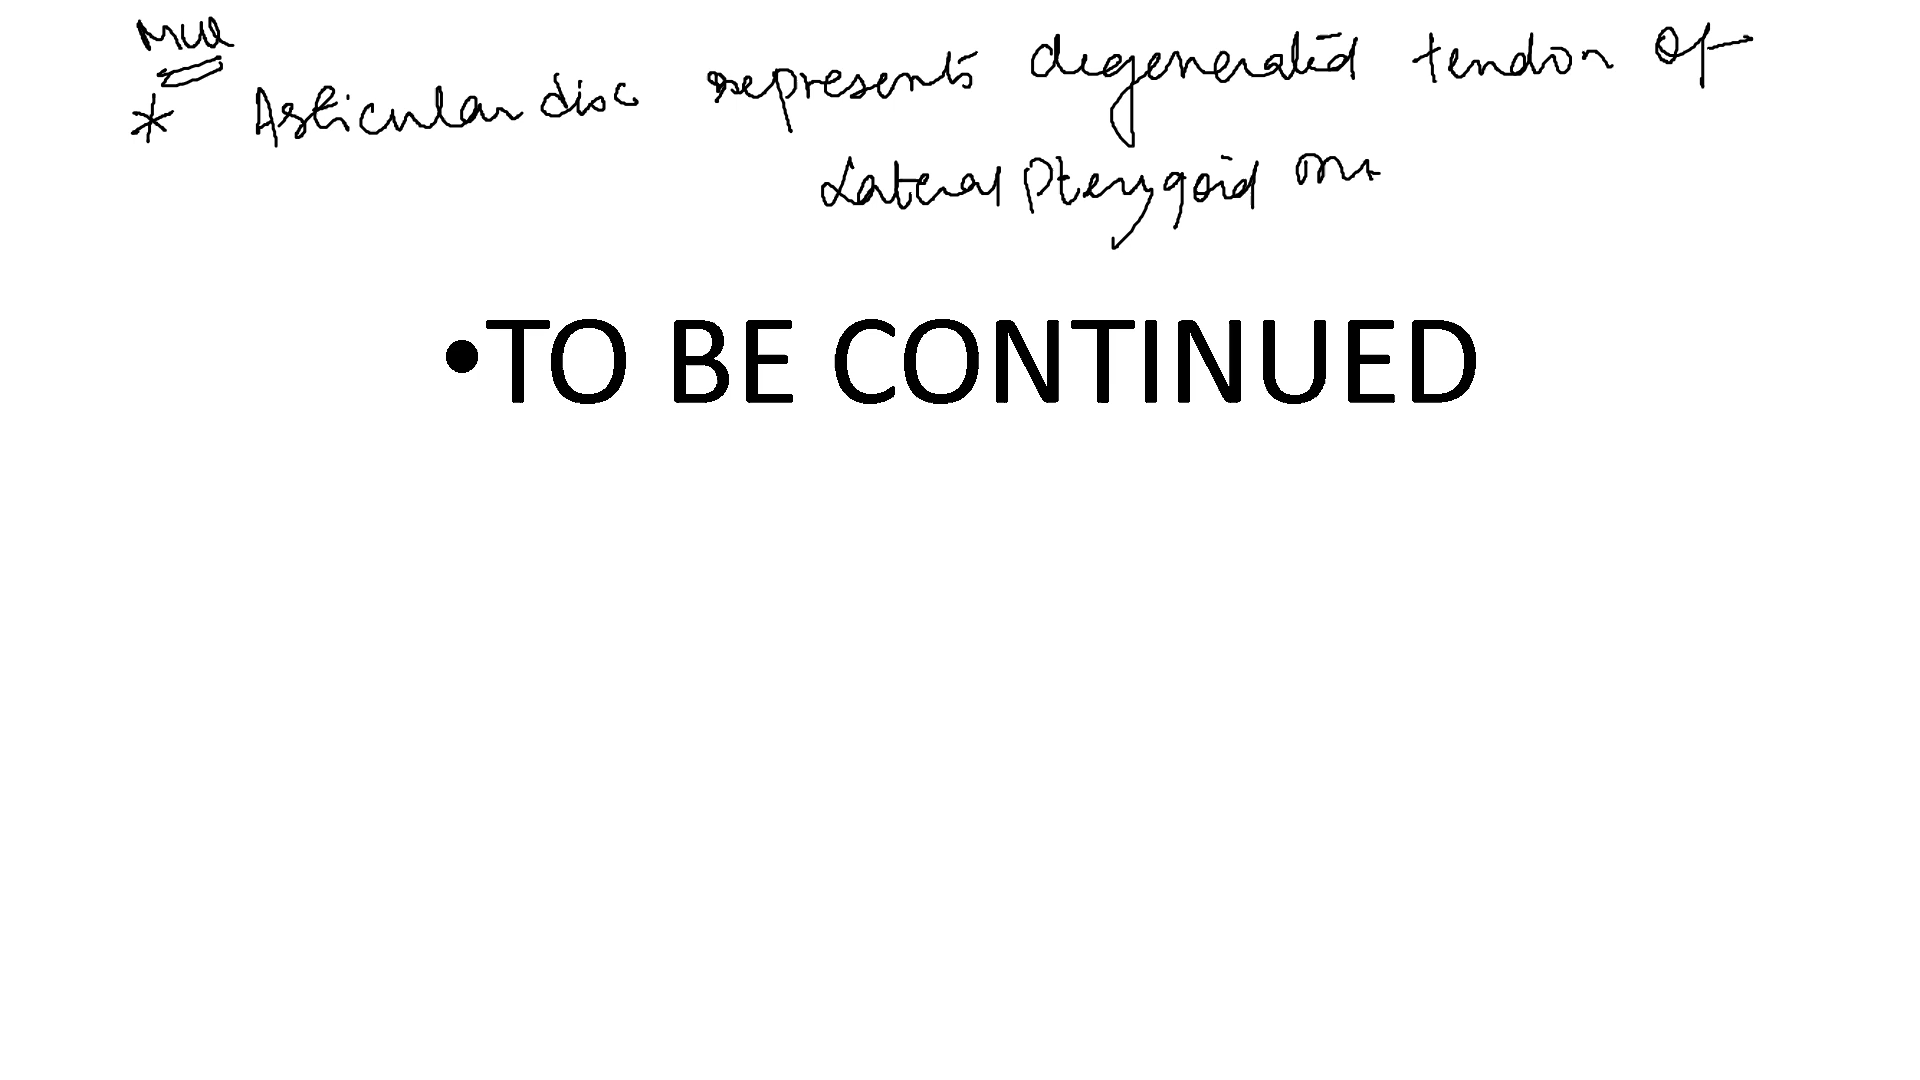 MCQ
* Articular disc represents degenerated tendon of
Lateral Pterygoid
•TO BE CONTINUED